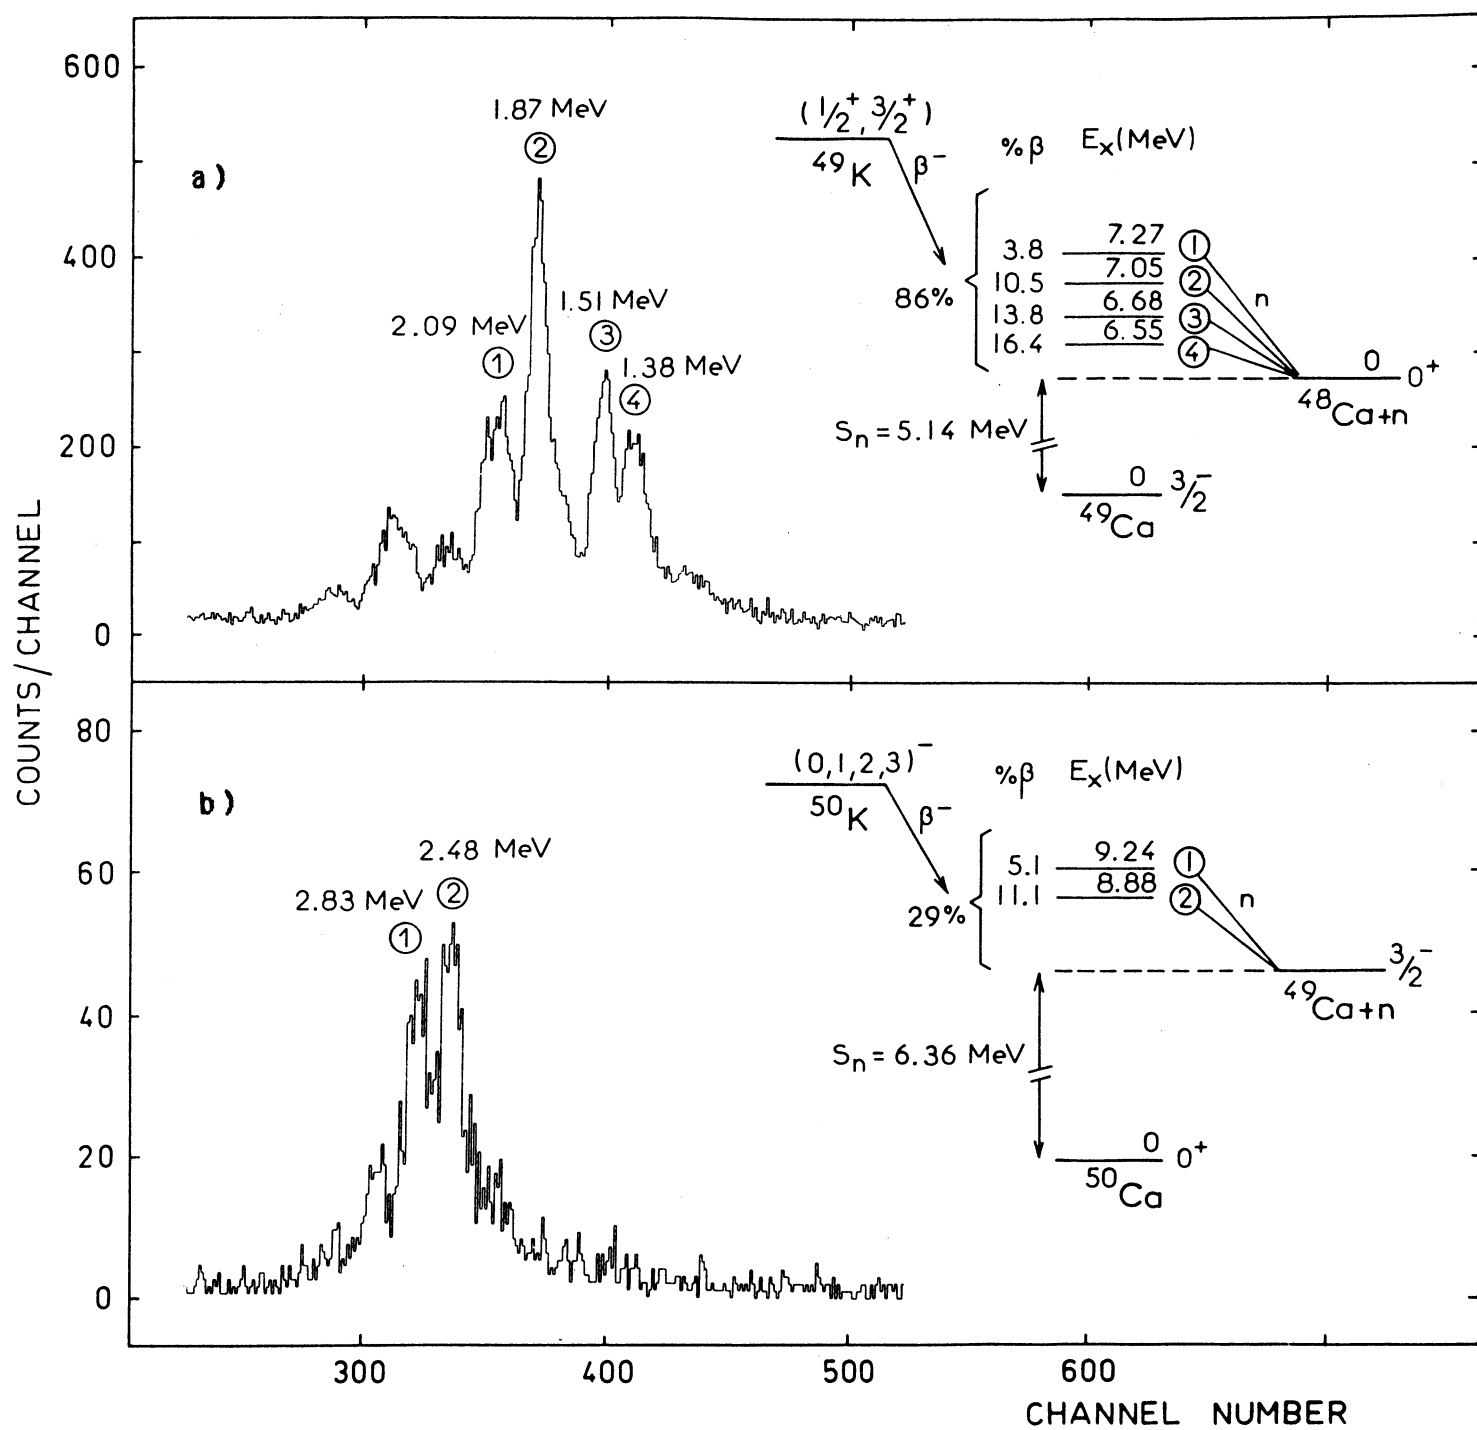 COUNTS/CHANNEL
600
400
200
0
a)
1.87 MeV
②
2.09 MeV
①
1.51 MeV
③
1.38 MeV
④
(1/2⁺, 3/2⁺)
⁴⁹K
β⁻
%β Eₓ(MeV)
86%
3.8 7.27 ①
10.5 7.05 ②
13.8 6.68 ③
16.4 6.55 ④
n
0 0⁺
⁴⁸Ca+n
Sₙ = 5.14 MeV
0 3/2⁻
⁴⁹Ca
80
60
40
20
0
b)
2.48 MeV
②
2.83 MeV
①
(0,1,2,3)⁻
⁵⁰K
β⁻
%β Eₓ(MeV)
29%
5.1 9.24 ①
11.1 8.88 ②
n
3/2⁻
⁴⁹Ca+n
Sₙ = 6.36 MeV
0 0⁺
⁵⁰Ca
300 400 500 600
CHANNEL NUMBER